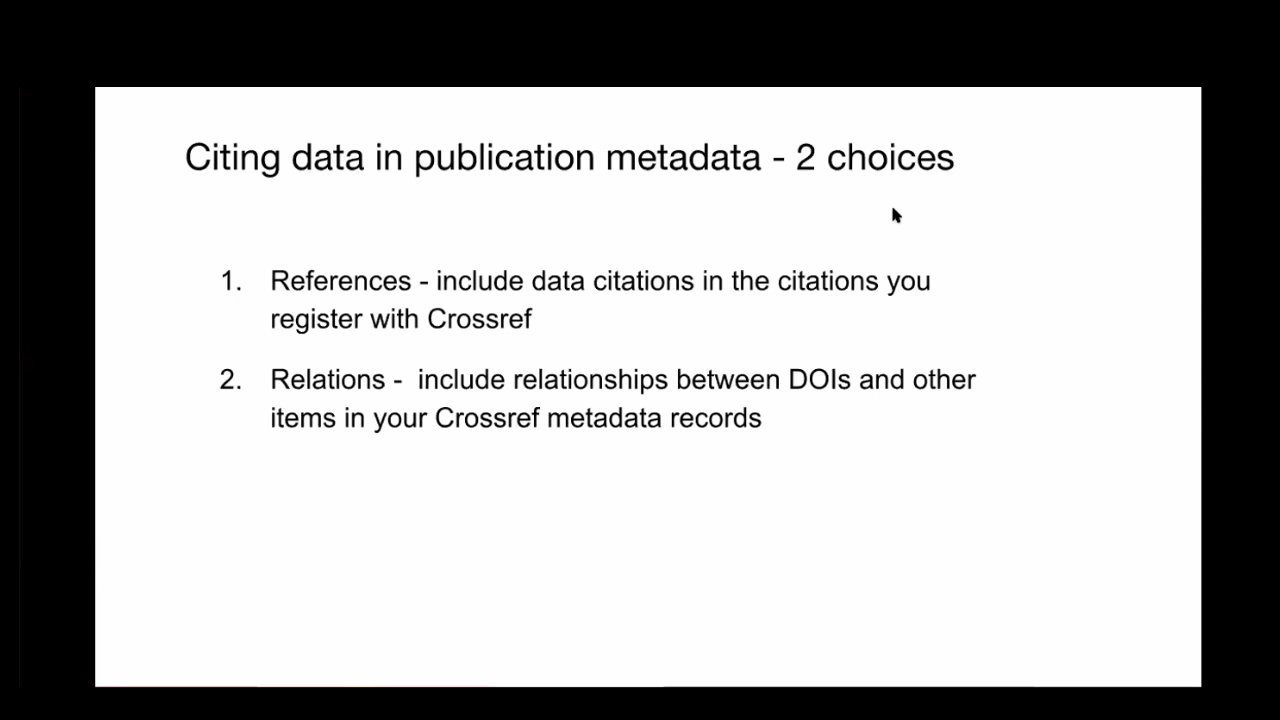 Citing data in publication metadata - 2 choices
1. References - include data citations in the citations you
register with Crossref
2. Relations -  include relationships between DOIs and other
items in your Crossref metadata records